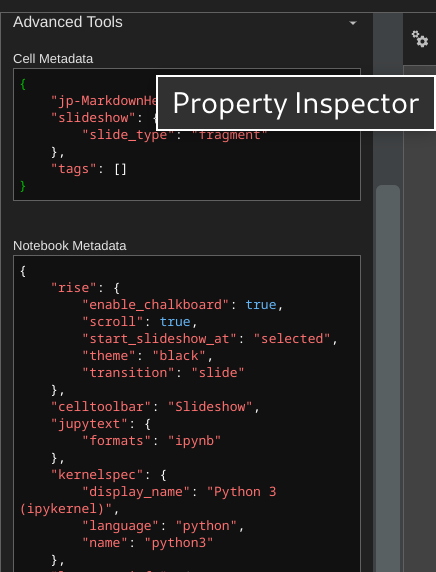 Advanced Tools
Cell Metadata
{
"jp-MarkdownHe
"slideshow": {
"slide_type": "fragment"
},
"tags": []
}
Property Inspector
Notebook Metadata
{
"rise": {
"enable_chalkboard": true,
"scroll": true,
"start_slideshow_at": "selected",
"theme": "black",
"transition": "slide"
},
"celltoolbar": "Slideshow",
"jupytext": {
"formats": "ipynb"
},
"kernelspec": {
"display_name": "Python 3
(ipykernel)",
"language": "python",
"name": "python3"
},